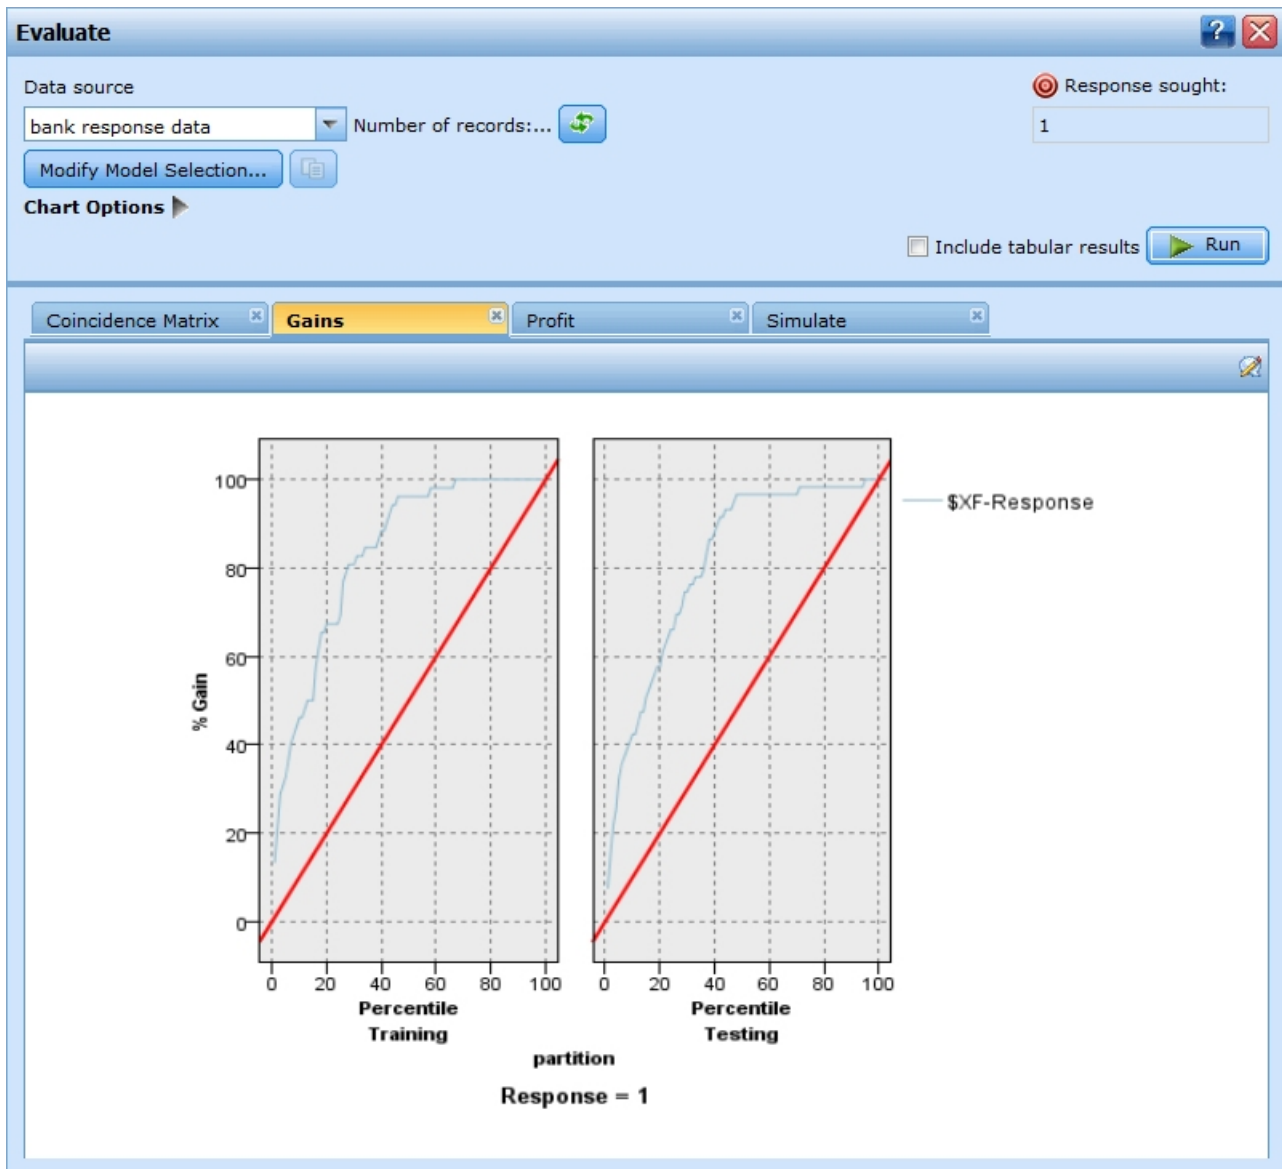 Evaluate
?
Data source
Response sought:
bank response data
Number of records:...
1
Modify Model Selection...
Chart Options
Include tabular results
Run
Coincidence Matrix
Gains
Profit
Simulate
100
80
60
40
20
0
% Gain
$XF-Response
0 20 40 60 80 100
0 20 40 60 80 100
Percentile
Training
Percentile
Testing
partition
Response = 1